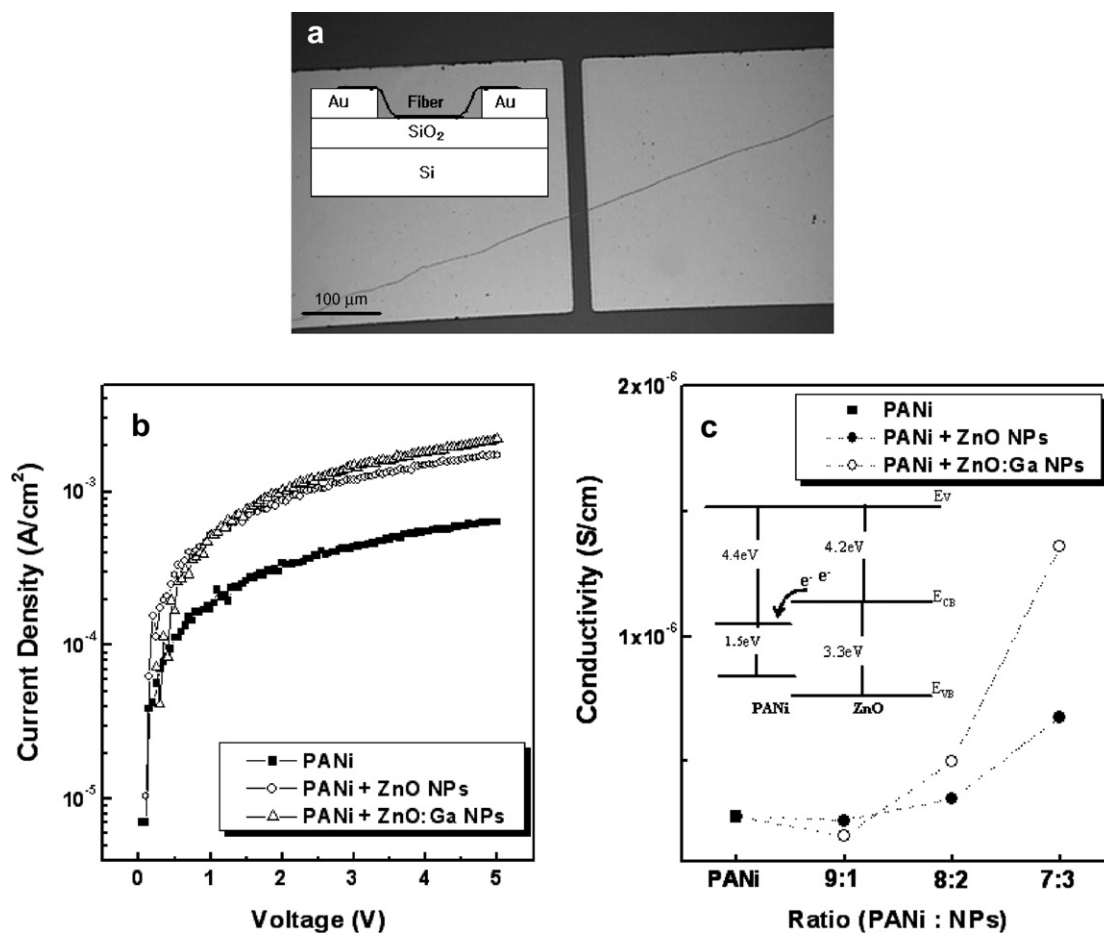 a
Au
Fiber
Au
SiO₂
Si
100 μm
b
Current Density (A/cm²)
10⁻³
10⁻⁴
10⁻⁵
PANi
PANi + ZnO NPs
PANi + ZnO:Ga NPs
0 1 2 3 4 5
Voltage (V)
c
Conductivity (S/cm)
2x10⁻⁶
1x10⁻⁶
PANi
PANi + ZnO NPs
PANi + ZnO:Ga NPs
Ev
4.4eV
4.2eV
e⁻ e⁻
E_CB
1.5eV
3.3eV
E_VB
PANi
ZnO
PANi 9:1 8:2 7:3
Ratio (PANi : NPs)